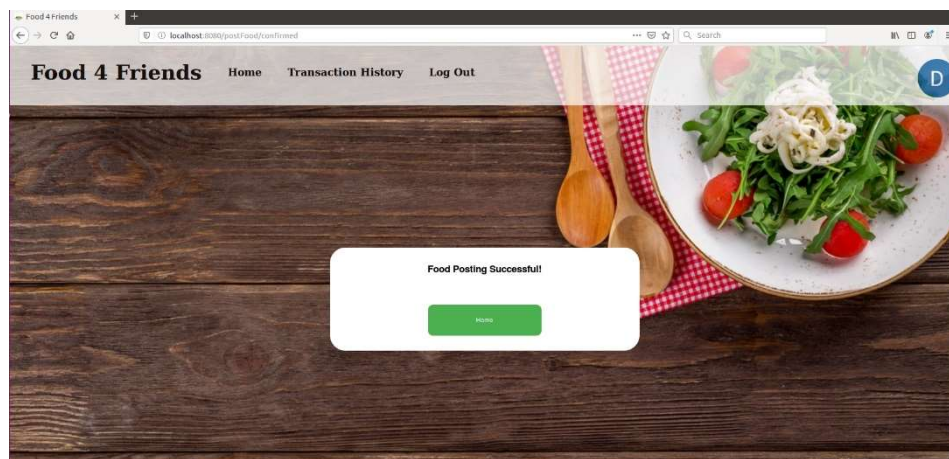 Food 4 Friends
localhost:8080/postFood/confirmed
Search
Food 4 Friends Home Transaction History Log Out
D
Food Posting Successful!
Home